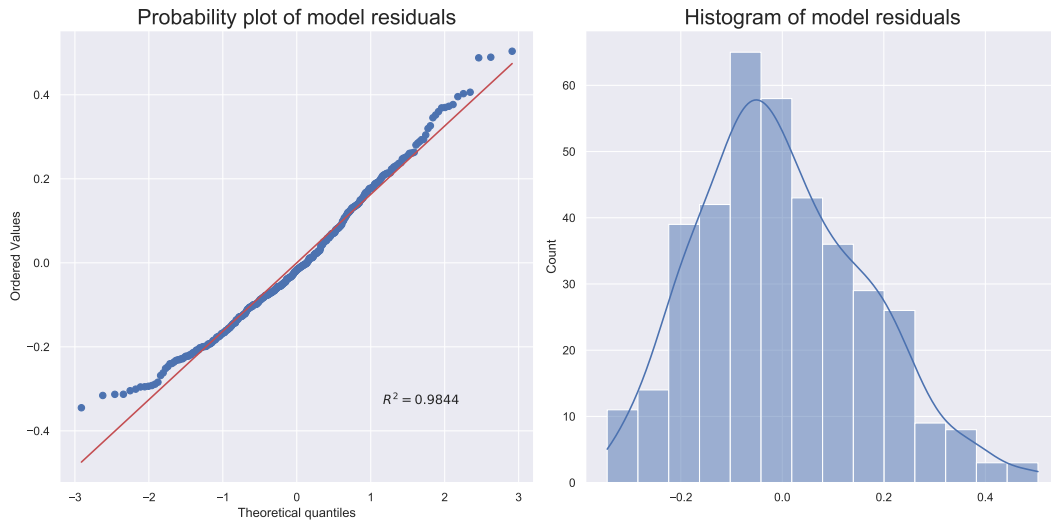 Probability plot of model residuals
Ordered Values
0.4
0.2
0.0
−0.2
−0.4
R² = 0.9844
−3 −2 −1 0 1 2 3
Theoretical quantiles
Histogram of model residuals
Count
60
50
40
30
20
10
0
−0.2 0.0 0.2 0.4